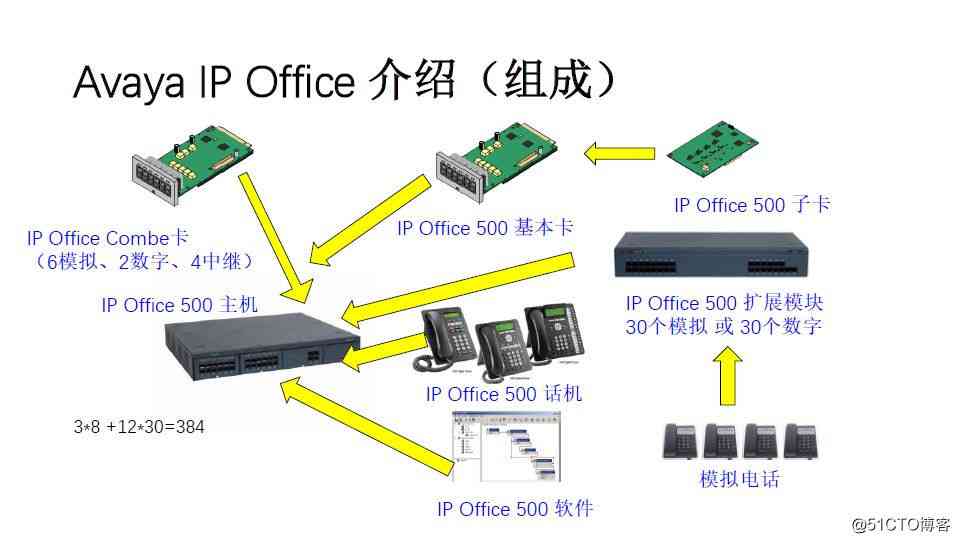 Avaya IP Office 介绍（组成）
IP Office 500 子卡
IP Office 500 基本卡
IP Office Combe卡
（6模拟、2数字、4中继）
IP Office 500 主机
IP Office 500 扩展模块
30个模拟 或 30个数字
IP Office 500 话机
3*8 +12*30=384
模拟电话
IP Office 500 软件
@51CTO博客